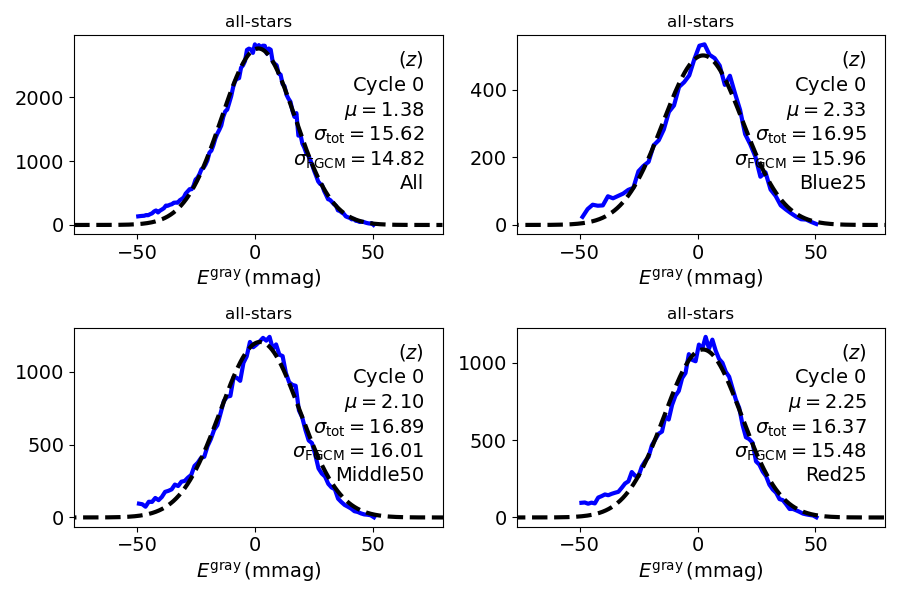 all-stars
2000
1000
0
−50 0 50
E^gray (mmag)
(z)
Cycle 0
μ = 1.38
σ_tot = 15.62
σ_FGCM = 14.82
All
all-stars
400
200
0
−50 0 50
E^gray (mmag)
(z)
Cycle 0
μ = 2.33
σ_tot = 16.95
σ_FGCM = 15.96
Blue25
all-stars
1000
500
0
−50 0 50
E^gray (mmag)
(z)
Cycle 0
μ = 2.10
σ_tot = 16.89
σ_FGCM = 16.01
Middle50
all-stars
1000
500
0
−50 0 50
E^gray (mmag)
(z)
Cycle 0
μ = 2.25
σ_tot = 16.37
σ_FGCM = 15.48
Red25